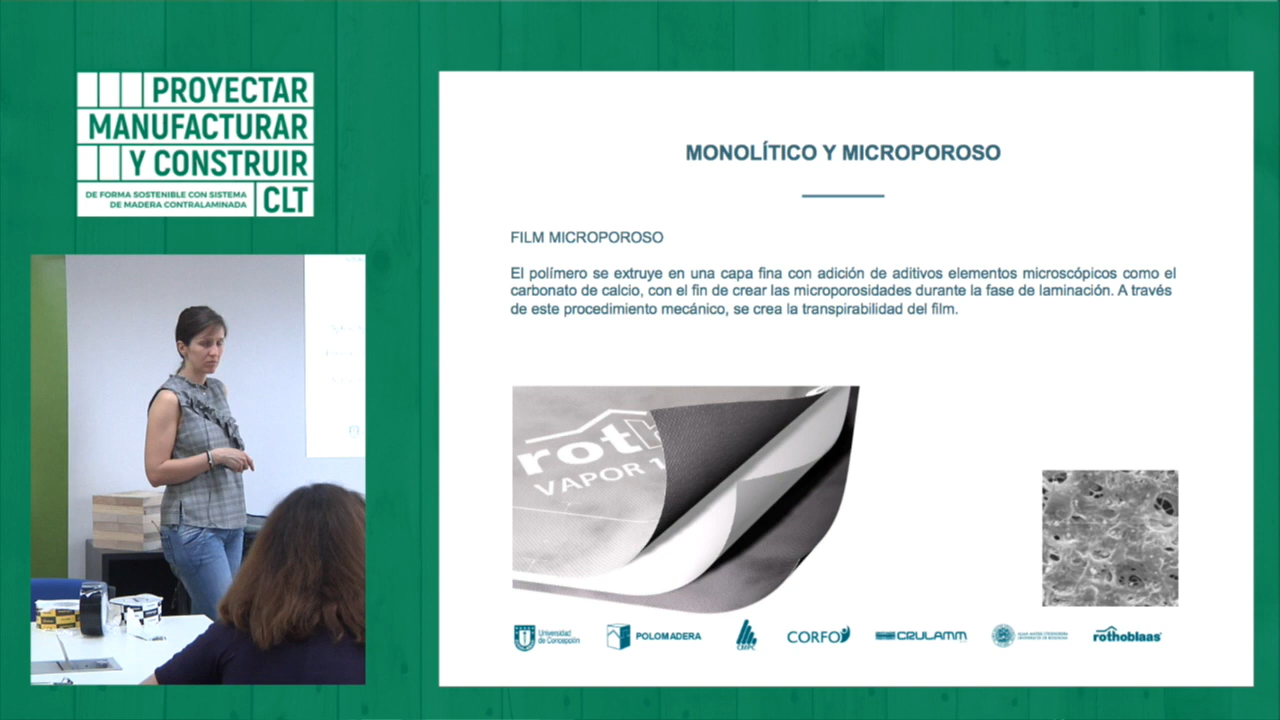 PROYECTAR
MANUFACTURAR
Y CONSTRUIR
DE FORMA SOSTENIBLE CON SISTEMA
DE MADERA CONTRALAMINADA
CLT
MONOLÍTICO Y MICROPOROSO
FILM MICROPOROSO
El polímero se extruye en una capa fina con adición de aditivos elementos microscópicos como el
carbonato de calcio, con el fin de crear las microporosidades durante la fase de laminación. A través
de este procedimiento mecánico, se crea la transpirabilidad del film.
roth
VAPOR 1
Universidad
de Concepción
POLOMADERA
CMPC
CORFO
CRULAMM
rothoblaas